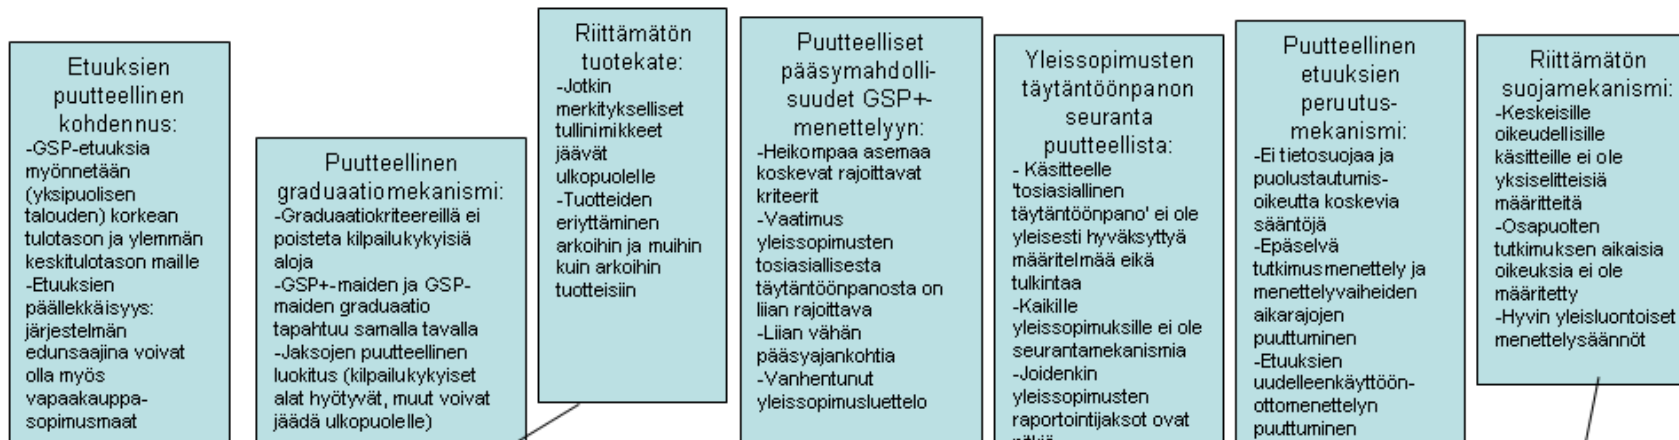 Etuuksien
puutteellinen
kohdennus:
-GSP-etuuksia
myönnetään
(yksipuolisen
talouden) korkean
tulotason ja ylemmän
keskitulotason maille
-Etuuksien
päällekkäisyys:
järjestelmän
edunsaajina voivat
olla myös
vapaakauppa-
sopimusmaat
Puutteellinen
graduaatiomekanismi:
-Graduaatiokriteereillä ei
poisteta kilpailukykyisiä
aloja
-GSP+-maiden ja GSP-
maiden graduaatio
tapahtuu samalla tavalla
-Jaksojen puutteellinen
luokitus (kilpailukykyiset
alat hyötyvät, muut voivat
jäädä ulkopuolelle)
Riittämätön
tuotekate:
-Jotkin
merkitykselliset
tullinimikkeet
jäävät
ulkopuolelle
-Tuotteiden
eriyttäminen
arkoihin ja muihin
kuin arkoihin
tuotteisiin
Puutteelliset
pääsymahdolli-
suudet GSP+-
menettelyyn:
-Heikompaa asemaa
koskevat rajoittavat
kriteerit
-Vaatimus
yleissopimusten
tosiasiallisesta
täytäntöönpanosta on
liian rajoittava
-Liian vähän
pääsyajankohtia
-Vanhentunut
yleissopimusluettelo
Yleissopimusten
täytäntöönpanon
seuranta
puutteellista:
- Käsitteelle
'tosiasiallinen
täytäntöönpano' ei ole
yleisesti hyväksyttyä
määritelmää eikä
tulkintaa
-Kaikille
yleissopimuksille ei ole
seurantamekanismia
-Joidenkin
yleissopimusten
raportointijaksot ovat
Puutteellinen
etuuksien
peruutus-
mekanismi:
-Ei tietosuojaa ja
puolustautumis-
oikeutta koskevia
sääntöjä
-Epäselvä
tutkimusmenettely ja
menettelyvaiheiden
aikarajojen
puuttuminen
-Etuuksien
uudelleenkäyttöön-
ottomenettelyn
puuttuminen
Riittämätön
suojamekanismi:
-Keskeisille
oikeudellisille
käsitteille ei ole
yksiselitteisiä
määritteitä
-Osapuolten
tutkimuksen aikaisia
oikeuksia ei ole
määritetty
-Hyvin yleisluontoiset
menettelysäännöt